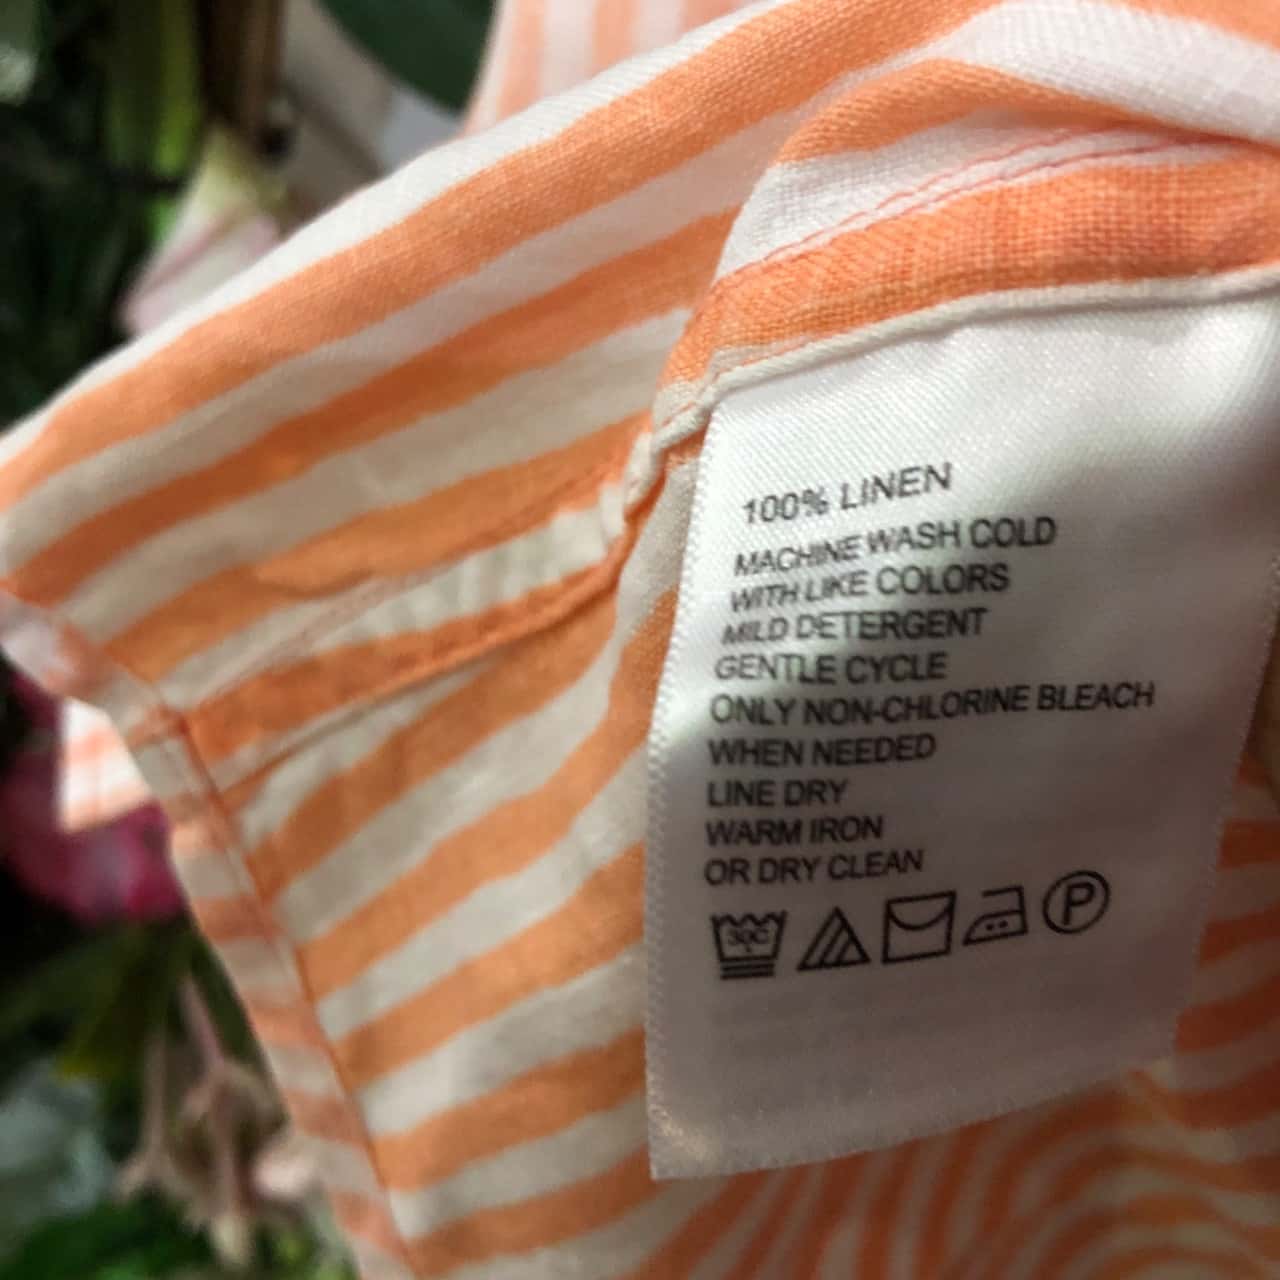 100% LINEN
MACHINE WASH COLD
WITH LIKE COLORS
MILD DETERGENT
GENTLE CYCLE
ONLY NON-CHLORINE BLEACH
WHEN NEEDED
LINE DRY
WARM IRON
OR DRY CLEAN
30C P